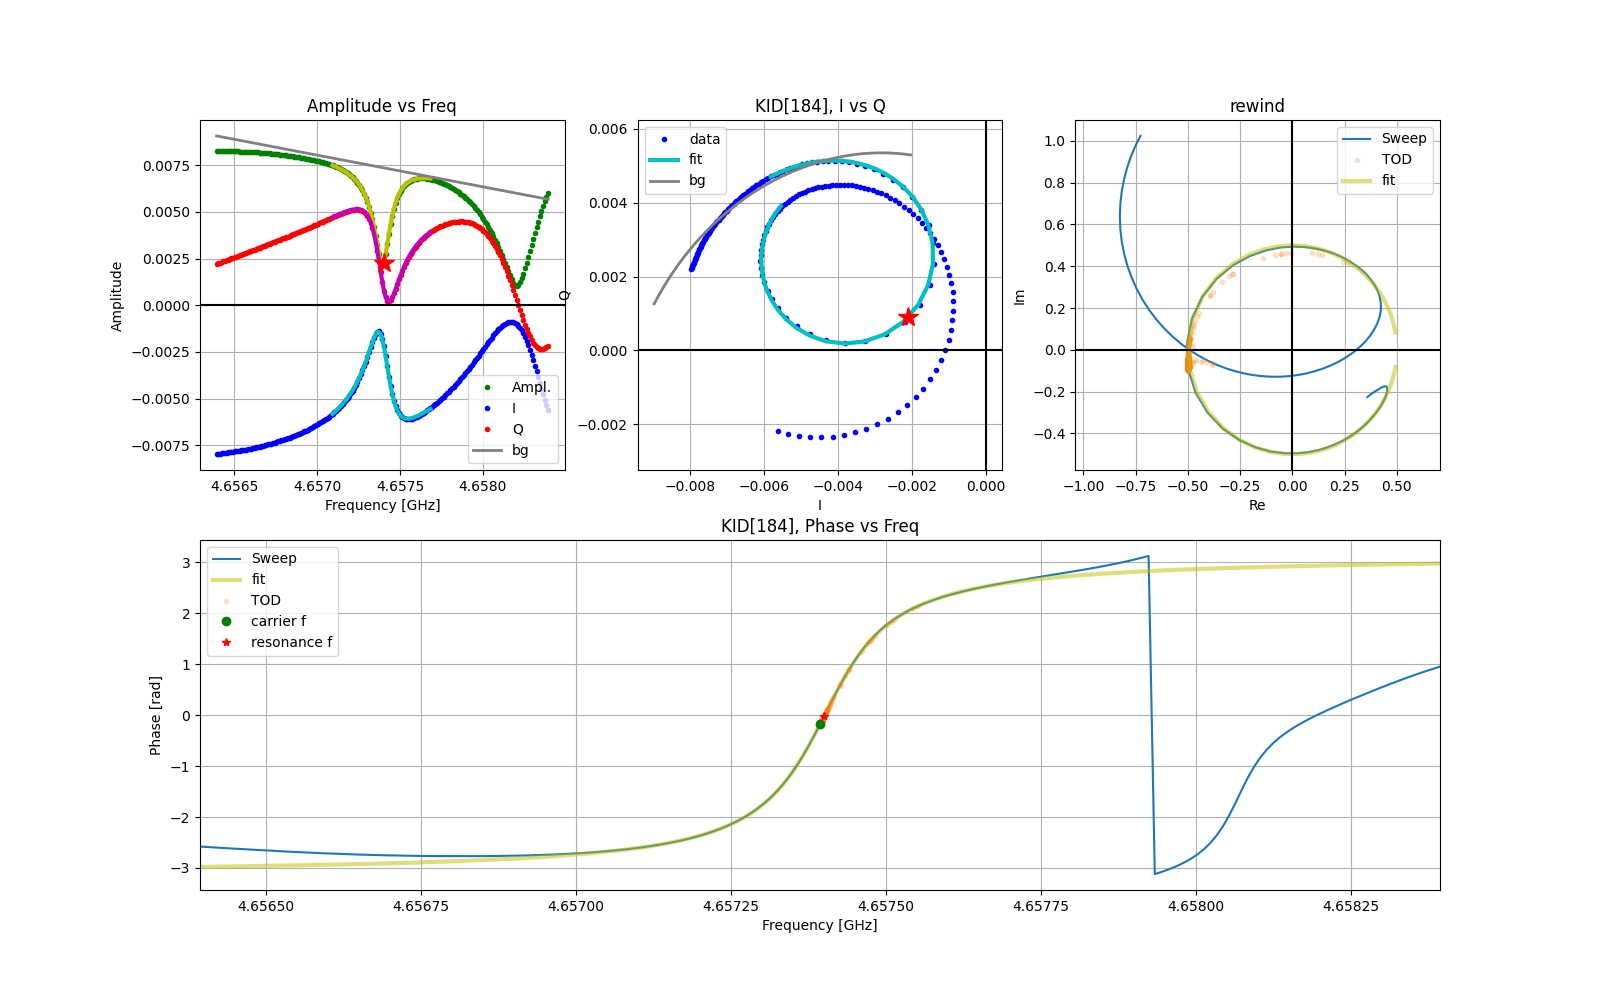 Amplitude vs Freq
Amplitude
0.0075
0.0050
0.0025
0.0000
−0.0025
−0.0050
−0.0075
4.6565
4.6570
4.6575
4.6580
Frequency [GHz]
Ampl.
I
Q
bg
KID[184], I vs Q
Q
0.006
0.004
0.002
0.000
−0.002
−0.008
−0.006
−0.004
−0.002
0.000
I
data
fit
bg
rewind
Im
1.0
0.8
0.6
0.4
0.2
0.0
−0.2
−0.4
−1.00
−0.75
−0.50
−0.25
0.00
0.25
0.50
Re
Sweep
TOD
fit
KID[184], Phase vs Freq
Phase [rad]
3
2
1
0
−1
−2
−3
4.65650
4.65675
4.65700
4.65725
4.65750
4.65775
4.65800
4.65825
Frequency [GHz]
Sweep
fit
TOD
carrier f
resonance f